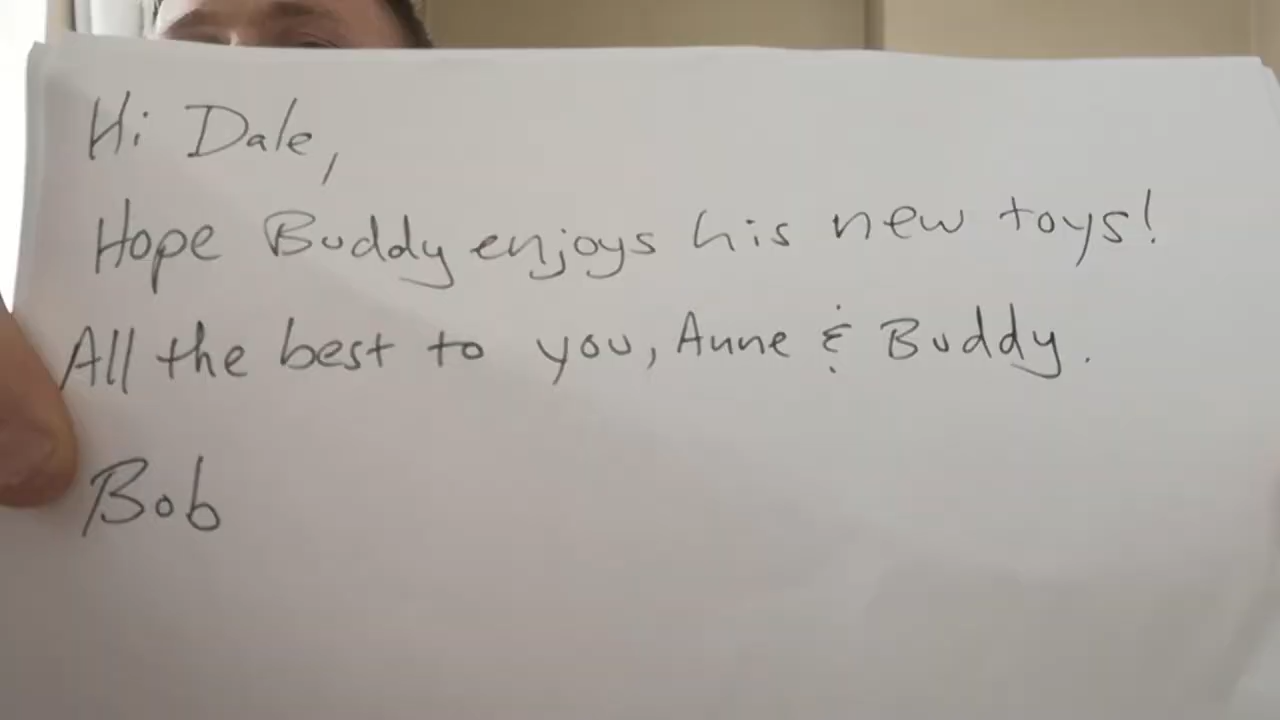 Hi Dale,
Hope Buddy enjoys his new toys!
All the best to you, Anne & Buddy.
Bob